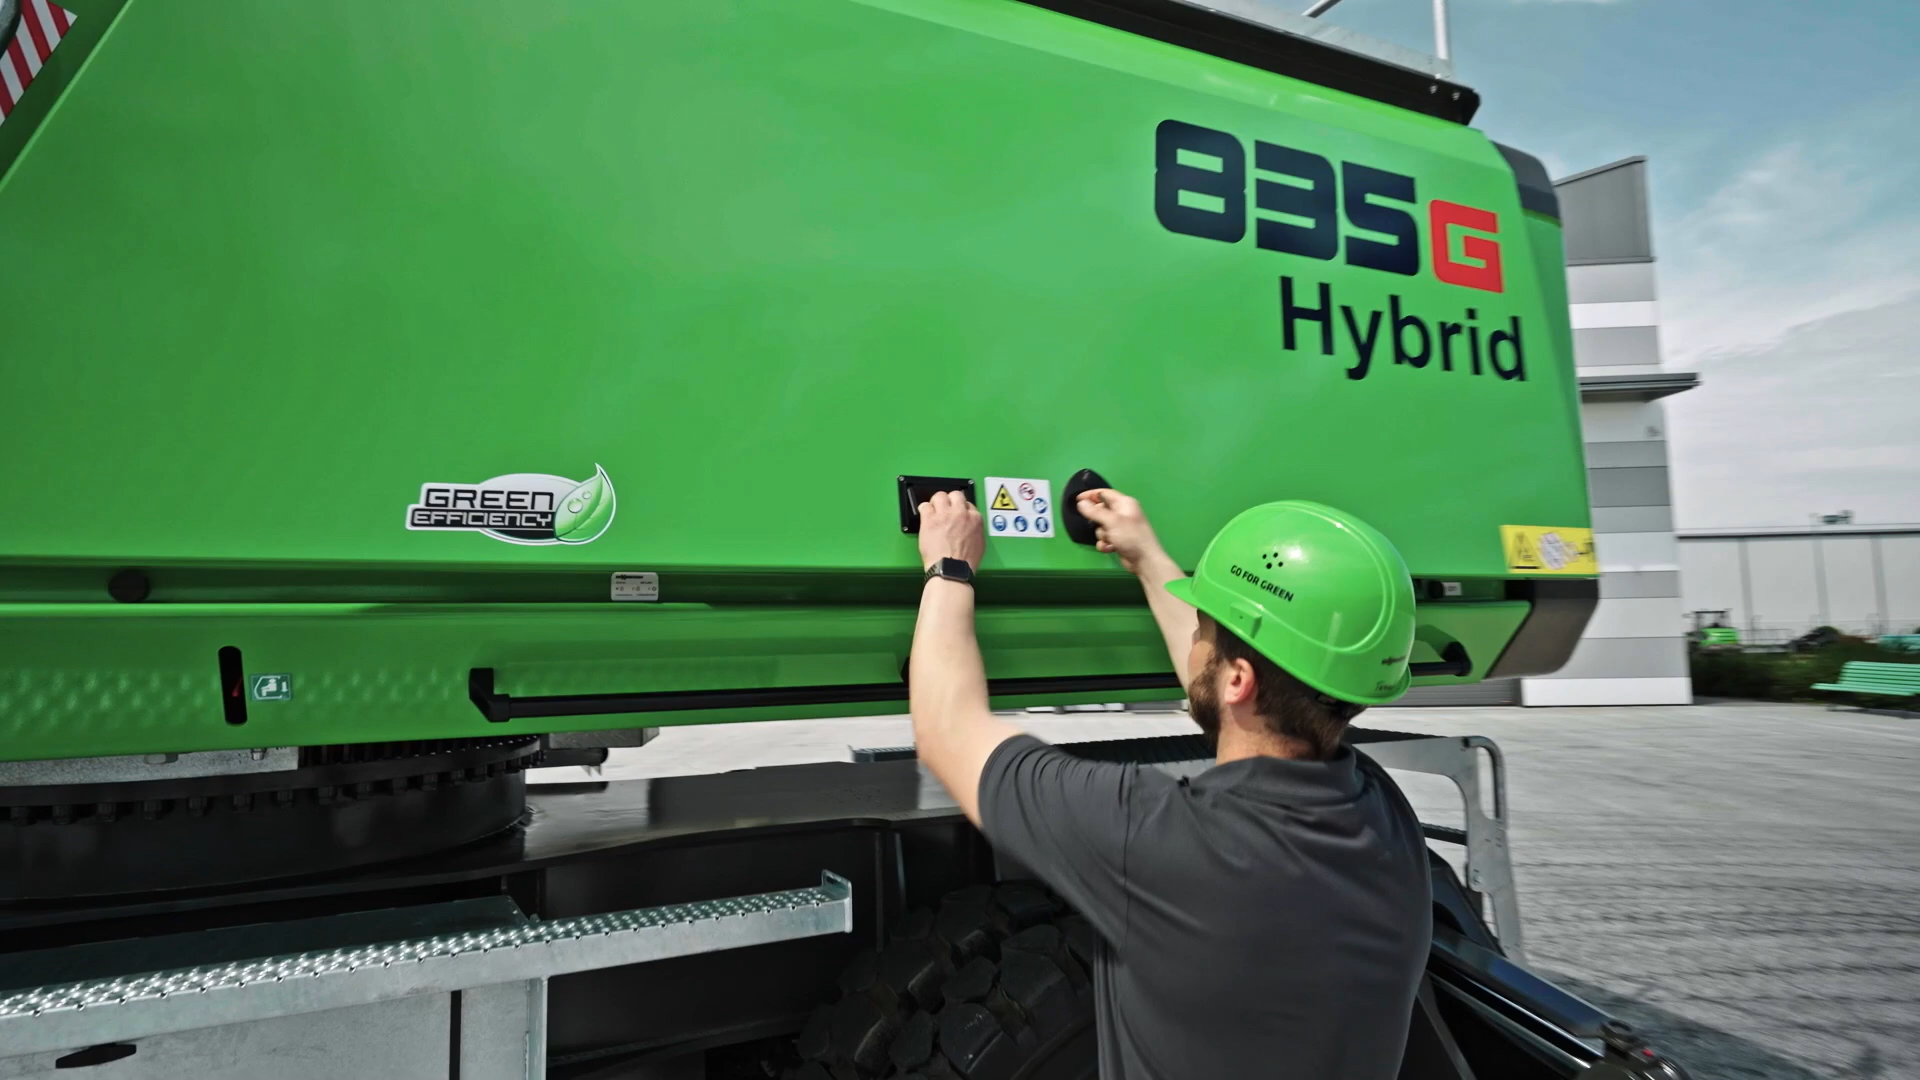 835G
Hybrid
GREEN
EFFICIENCY
GO FOR GREEN